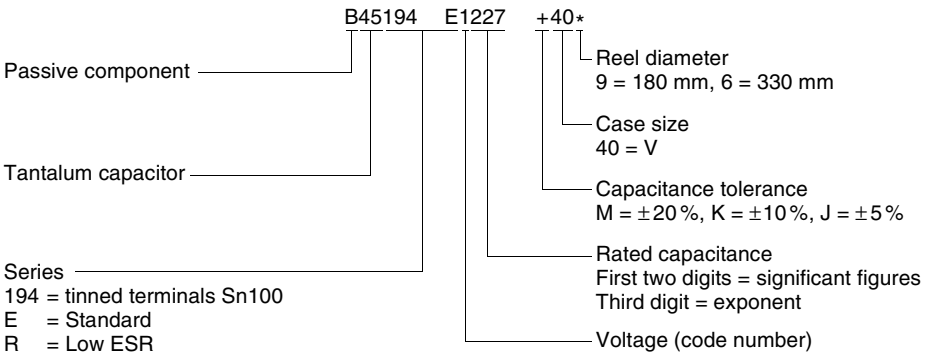 B45194 E1227 +40*
Passive component
Tantalum capacitor
Series
194 = tinned terminals Sn100
E = Standard
R = Low ESR
Reel diameter
9 = 180 mm, 6 = 330 mm
Case size
40 = V
Capacitance tolerance
M = ±20%, K = ±10%, J = ±5%
Rated capacitance
First two digits = significant figures
Third digit = exponent
Voltage (code number)